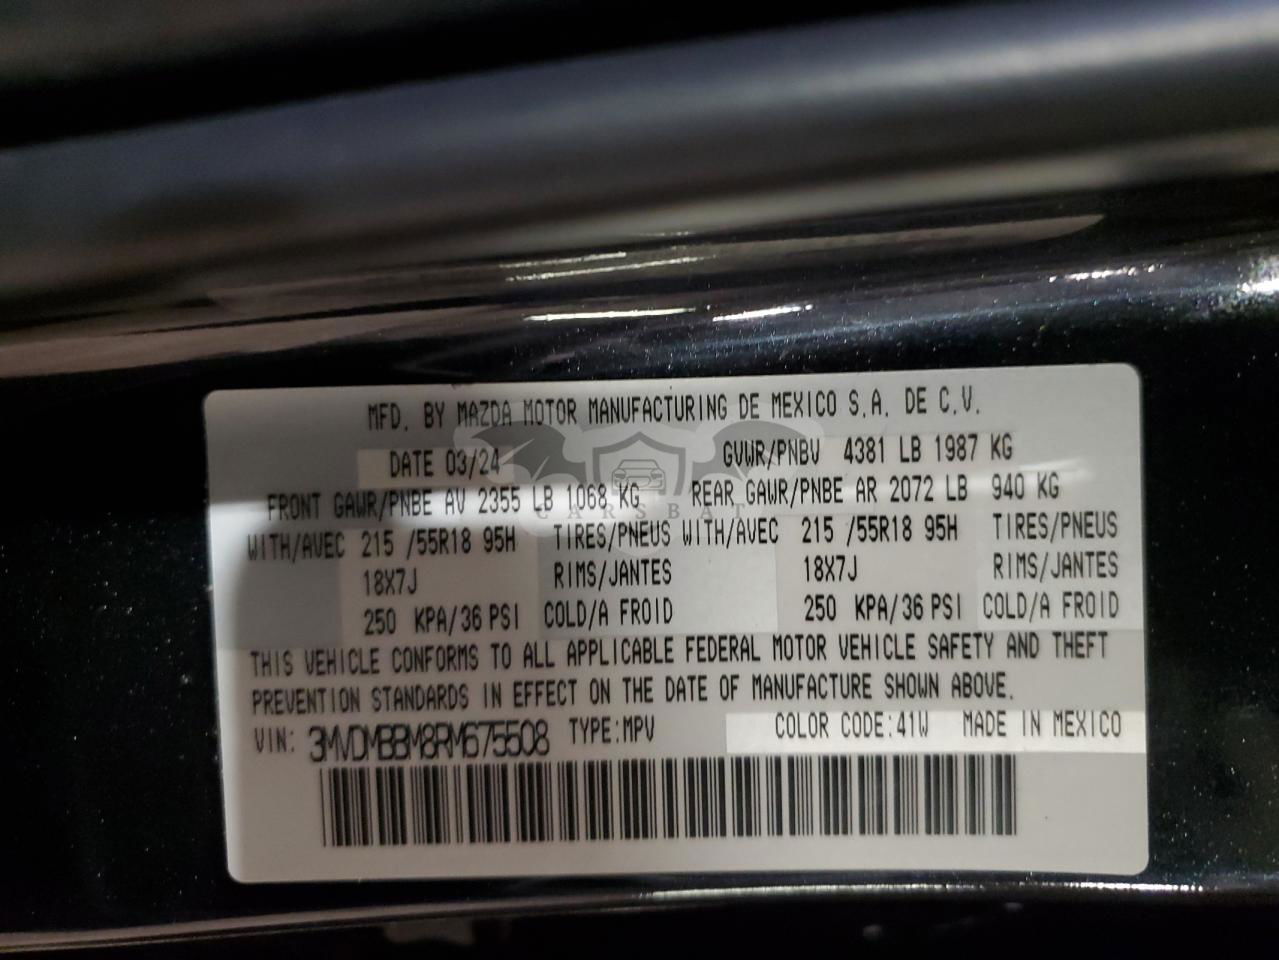 MFD. BY MAZDA MOTOR MANUFACTURING DE MEXICO S.A. DE C.V.
DATE 03/24 GVWR/PNBV 4381 LB 1987 KG
FRONT GAWR/PNBE AV 2355 LB 1068 KG REAR GAWR/PNBE AR 2072 LB 940 KG
WITH/AVEC 215 /55R18 95H TIRES/PNEUS WITH/AVEC 215 /55R18 95H TIRES/PNEUS
18X7J RIMS/JANTES 18X7J RIMS/JANTES
250 KPA/36 PSI COLD/A FROID 250 KPA/36 PSI COLD/A FROID
THIS VEHICLE CONFORMS TO ALL APPLICABLE FEDERAL MOTOR VEHICLE SAFETY AND THEFT
PREVENTION STANDARDS IN EFFECT ON THE DATE OF MANUFACTURE SHOWN ABOVE.
VIN: 3MVDMBBM8RM675508 TYPE:MPV COLOR CODE:41W MADE IN MEXICO
CARSBAT